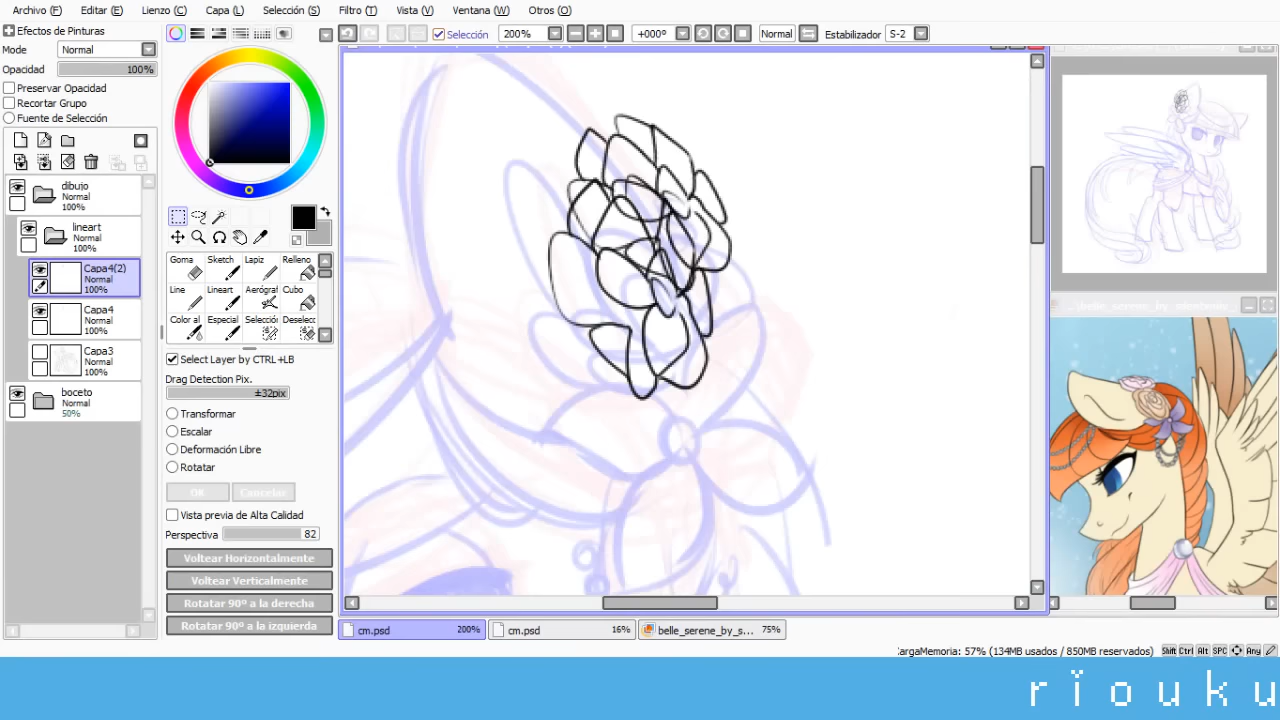 Archivo (F) Editar (E) Lienzo (C) Capa (L) Selección (S) Filtro (T) Vista (V) Ventana (W) Otros (O)
Efectos de Pinturas
Mode Normal
Opacidad 100%
Preservar Opacidad
Recortar Grupo
Fuente de Selección
dibujo
Normal
100%
lineart
Normal
100%
Capa4(2)
Normal
100%
Capa4
Normal
100%
Capa3
Normal
100%
boceto
Normal
50%
Goma Sketch Lapiz Relleno
Line Lineart Aerógrf Cubo
Color al Especial Selección Deselecc
Select Layer by CTRL+LB
Drag Detection Pix.
±32pix
Transformar
Escalar
Deformación Libre
Rotatar
OK Cancelar
Vista previa de Alta Calidad
Perspectiva 82
Voltear Horizontalmente
Voltear Verticalmente
Rotatar 90º a la derecha
Rotatar 90º a la izquierda
Selección 200% +000º Normal Estabilizador S-2
cm.psd 200% cm.psd 16% belle_serene_by_s... 75%
CargaMemoria: 57% (134MB usados / 850MB reservados) Shift Ctrl Alt SPC Any
rïouku